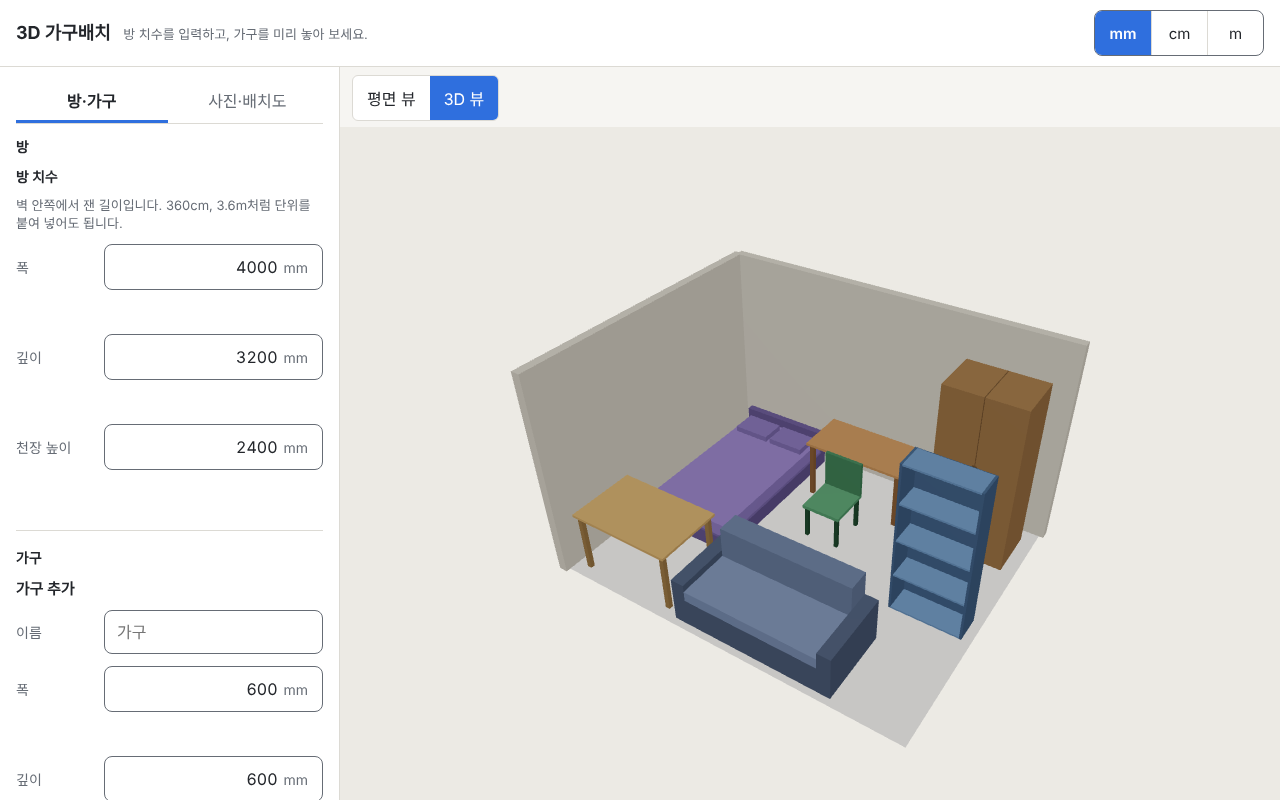 3D 가구배치
방 치수를 입력하고, 가구를 미리 놓아 보세요.
mm
cm
m
방·가구
사진·배치도
평면 뷰
3D 뷰
방
방 치수
벽 안쪽에서 잰 길이입니다. 360cm, 3.6m처럼 단위를
붙여 넣어도 됩니다.
폭
4000 mm
깊이
3200 mm
천장 높이
2400 mm
가구
가구 추가
이름
가구
폭
600 mm
깊이
600 mm